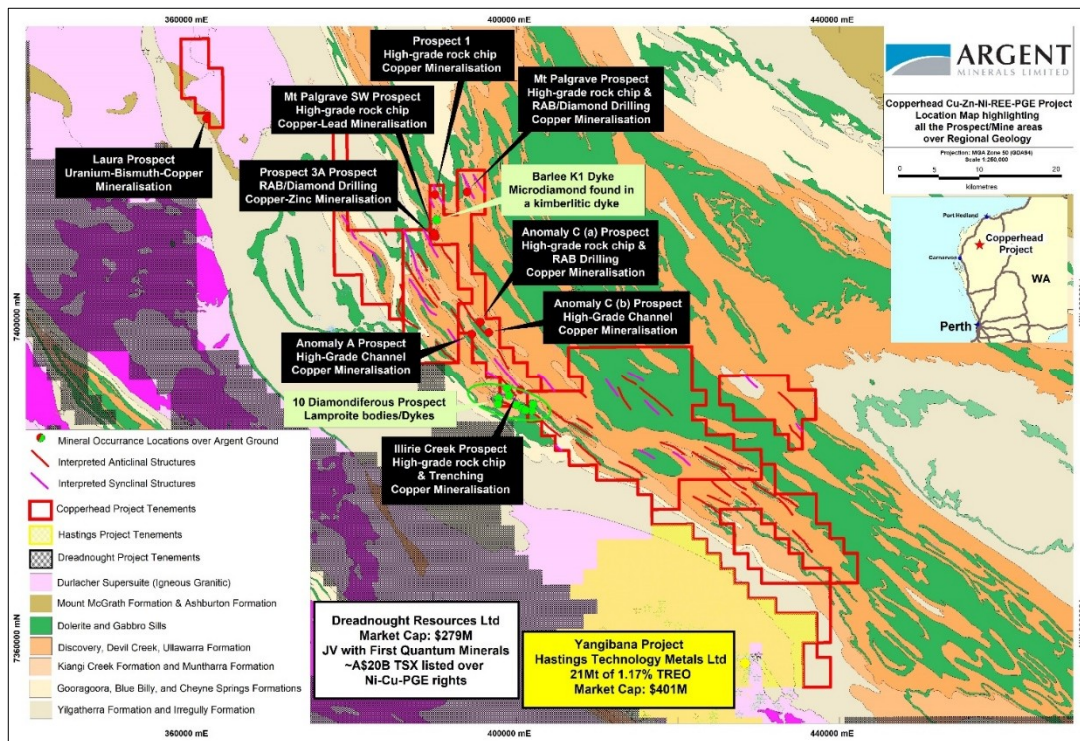 360000 mE
400000 mE
440000 mE
ARGENT
MINERALS LIMITED
Copperhead Cu-Zn-Ni-REE-PGE Project
Location Map highlighting
all the Prospect/Mine areas
over Regional Geology
Projection: MGA Zone 50 (GDA94)
Scale 1:250,000
0 5 10 20
kilometres
Port Hedland
Copperhead
Project
Carnarvon
WA
Perth
Prospect 1
High-grade rock chip
Copper Mineralisation
Mt Palgrave SW Prospect
High-grade rock chip
Copper-Lead Mineralisation
Mt Palgrave Prospect
High-grade rock chip &
RAB/Diamond Drilling
Copper Mineralisation
Laura Prospect
Uranium-Bismuth-Copper
Mineralisation
Prospect 3A Prospect
RAB/Diamond Drilling
Copper-Zinc Mineralisation
Barlee K1 Dyke
Microdiamond found in
a kimberlitic dyke
Anomaly C (a) Prospect
High-grade rock chip &
RAB Drilling
Copper Mineralisation
Anomaly C (b) Prospect
High-Grade Channel
Copper Mineralisation
7400000 mN
Anomaly A Prospect
High-Grade Channel
Copper Mineralisation
10 Diamondiferous Prospect
Lamproite bodies/Dykes
Illirie Creek Prospect
High-grade rock chip
& Trenching
Copper Mineralisation
Mineral Occurrance Locations over Argent Ground
Interpreted Anticlinal Structures
Interpreted Synclinal Structures
Copperhead Project Tenements
Hastings Project Tenements
Dreadnought Project Tenements
Durlacher Supersuite (Igneous Granitic)
Mount McGrath Formation & Ashburton Formation
Dolerite and Gabbro Sills
Discovery, Devil Creek, Ullawarra Formation
Kiangi Creek Formation and Muntharra Formation
Gooragoora, Blue Billy, and Cheyne Springs Formations
Yilgatherra Formation and Irregully Formation
7360000 mN
Dreadnought Resources Ltd
Market Cap: $279M
JV with First Quantum Minerals
~A$20B TSX listed over
Ni-Cu-PGE rights
Yangibana Project
Hastings Technology Metals Ltd
21Mt of 1.17% TREO
Market Cap: $401M
360000 mE
400000 mE
440000 mE